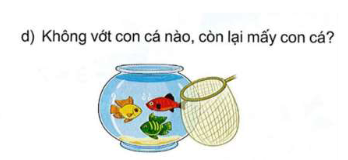 d) Không vớt con cá nào, còn lại mấy con cá?